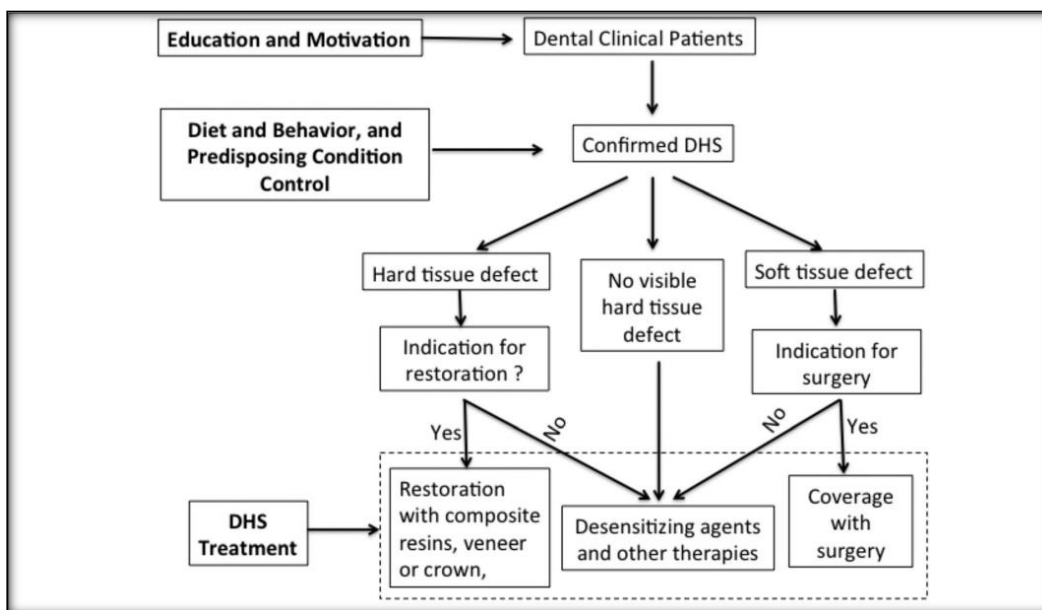 Education and Motivation
Dental Clinical Patients
Diet and Behavior, and
Predisposing Condition
Control
Confirmed DHS
Hard tissue defect
No visible
hard tissue
defect
Soft tissue defect
Indication for
restoration ?
Indication for
surgery
Yes
No
No
Yes
DHS
Treatment
Restoration
with composite
resins, veneer
or crown,
Desensitizing agents
and other therapies
Coverage
with
surgery